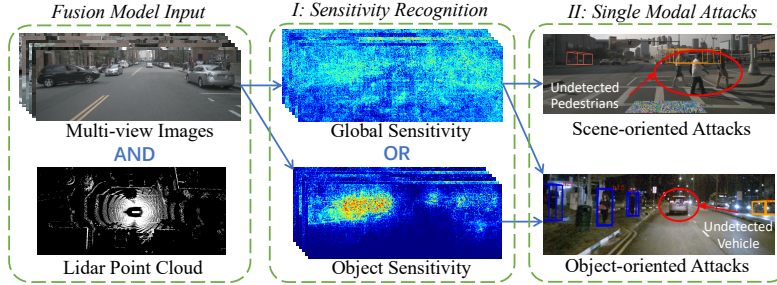 Fusion Model Input
I: Sensitivity Recognition
II: Single Modal Attacks
Multi-view Images
AND
Lidar Point Cloud
Global Sensitivity
OR
Object Sensitivity
Undetected
Pedestrians
Scene-oriented Attacks
Undetected
Vehicle
Object-oriented Attacks